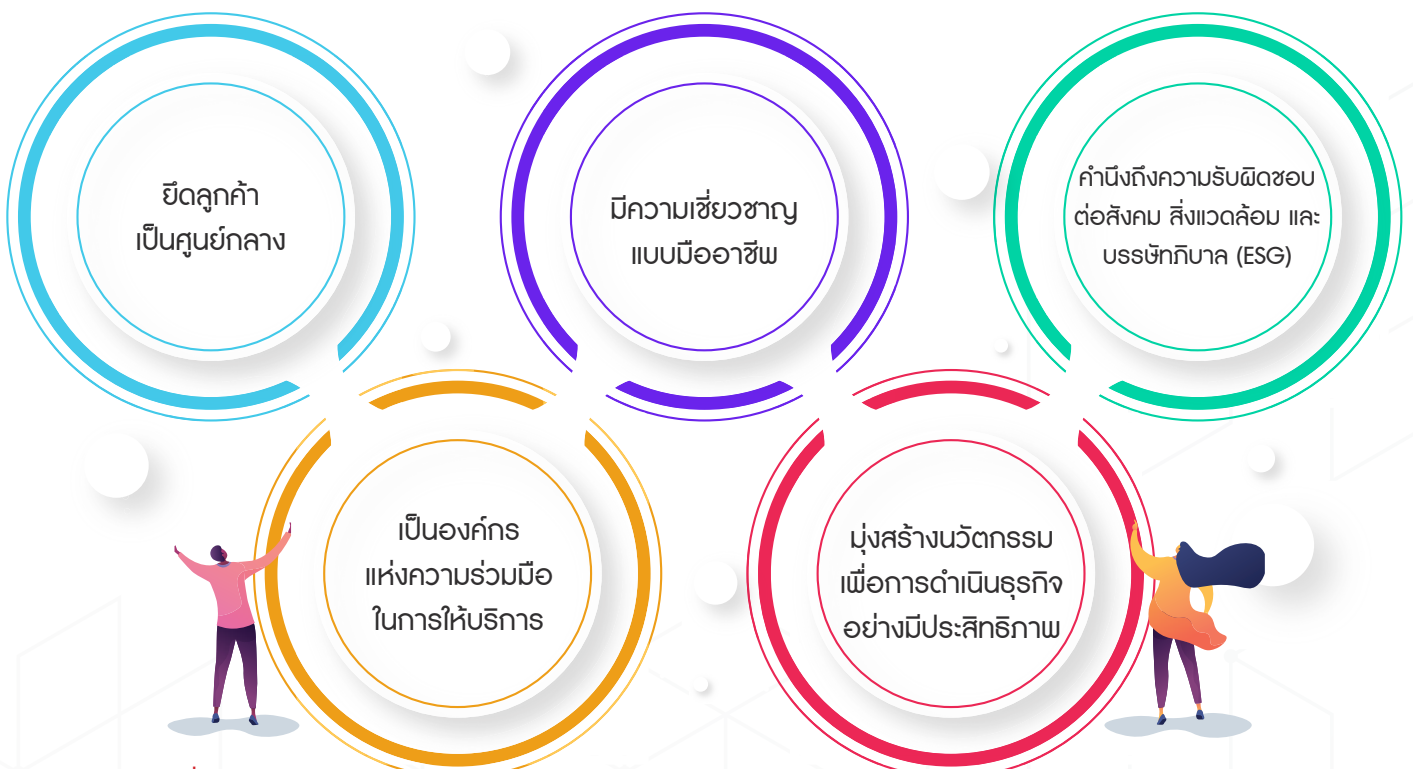 ยึดลูกค้า
เป็นศูนย์กลาง
มีความเชี่ยวชาญ
แบบมืออาชีพ
คำนึงถึงความรับผิดชอบ
ต่อสังคม สิ่งแวดล้อม และ
บรรษัทภิบาล (ESG)
เป็นองค์กร
แห่งความร่วมมือ
ในการให้บริการ
มุ่งสร้างนวัตกรรม
เพื่อการดำเนินธุรกิจ
อย่างมีประสิทธิภาพ